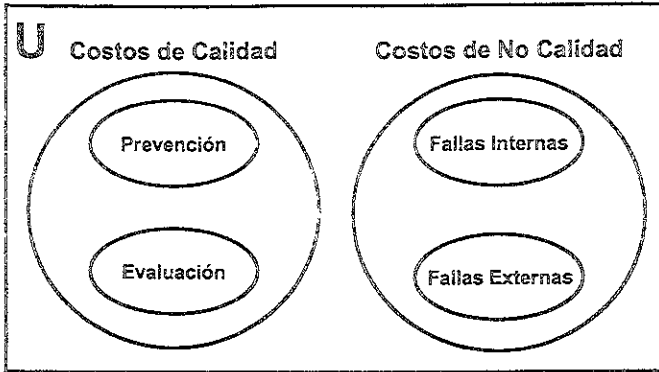 U
Costos de Calidad
Costos de No Calidad
Prevención
Fallas Internas
Evaluación
Fallas Externas